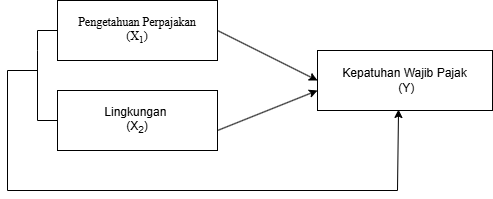 Pengetahuan Perpajakan
(X₁)
Kepatuhan Wajib Pajak
(Y)
Lingkungan
(X₂)